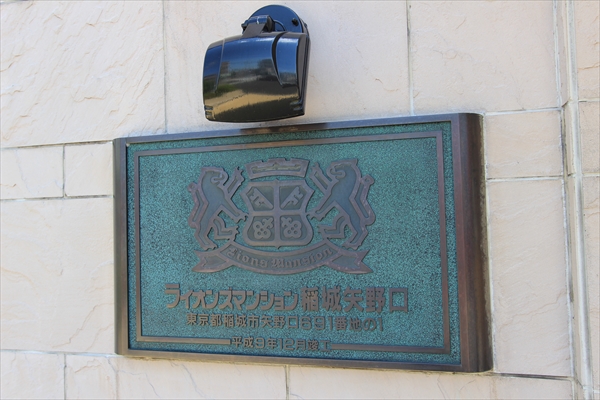 Lions Mansion
ライオンズマンション稲城矢野口
東京都稲城市矢野口691番地の1
平成9年12月竣工